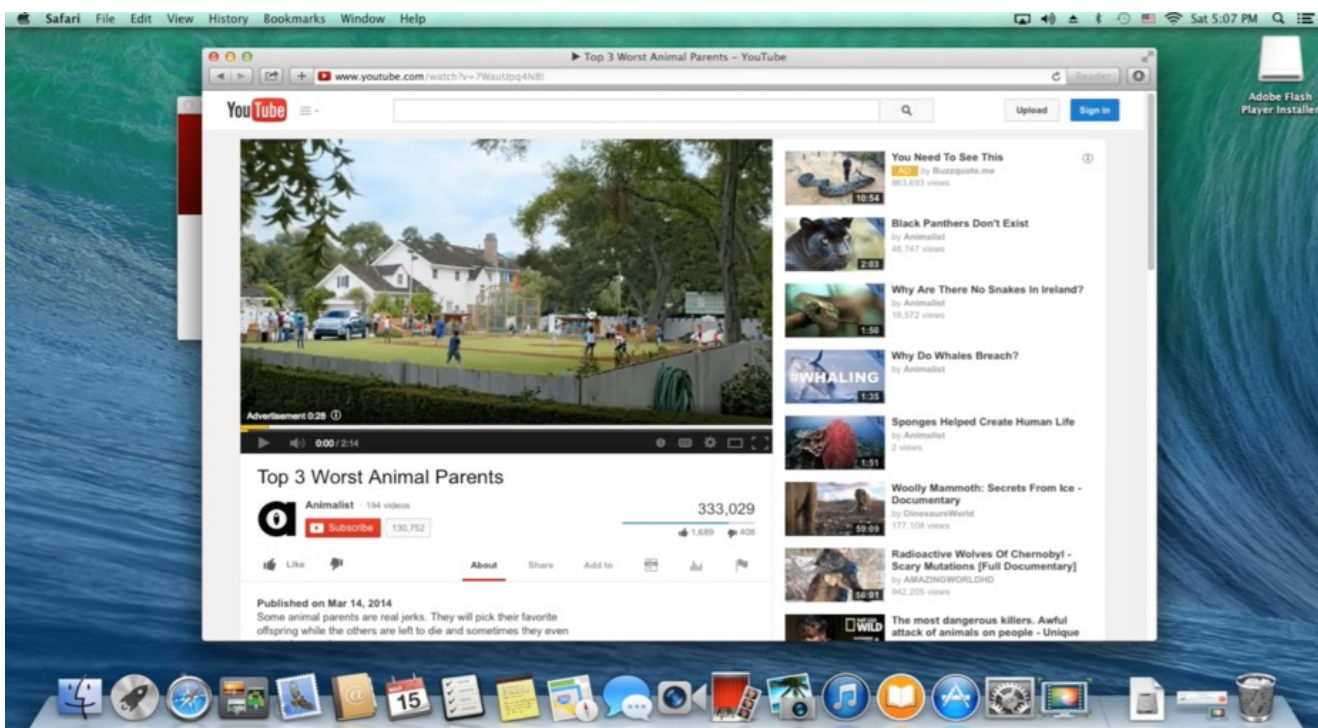 Safari File Edit View History Bookmarks Window Help
Sat 5:07 PM
Top 3 Worst Animal Parents – YouTube
www.youtube.com/watch?v=7WauUpq4N8I
Reader
Adobe Flash
Player Installer
YouTube
Upload
Sign in
Advertisement 0:28
0:00 / 2:14
Top 3 Worst Animal Parents
Animalist · 194 videos
Subscribe 130,752
333,029
1,689 408
Like
About Share Add to
Published on Mar 14, 2014
Some animal parents are real jerks. They will pick their favorite
offspring while the others are left to die and sometimes they even
You Need To See This
AD by Buzzquote.me
863,693 views
10:54
Black Panthers Don't Exist
by Animalist
48,747 views
2:03
Why Are There No Snakes In Ireland?
by Animalist
18,572 views
1:50
Why Do Whales Breach?
by Animalist
#WHALING
1:35
Sponges Helped Create Human Life
by Animalist
2 views
1:51
Woolly Mammoth: Secrets From Ice -
Documentary
by DinosaursWorld
177,108 views
59:09
Radioactive Wolves Of Chernobyl -
Scary Mutations [Full Documentary]
by AMAZINGWORLDHD
942,205 views
56:01
The most dangerous killers. Awful
attack of animals on people - Unique
WILD
MAR
15